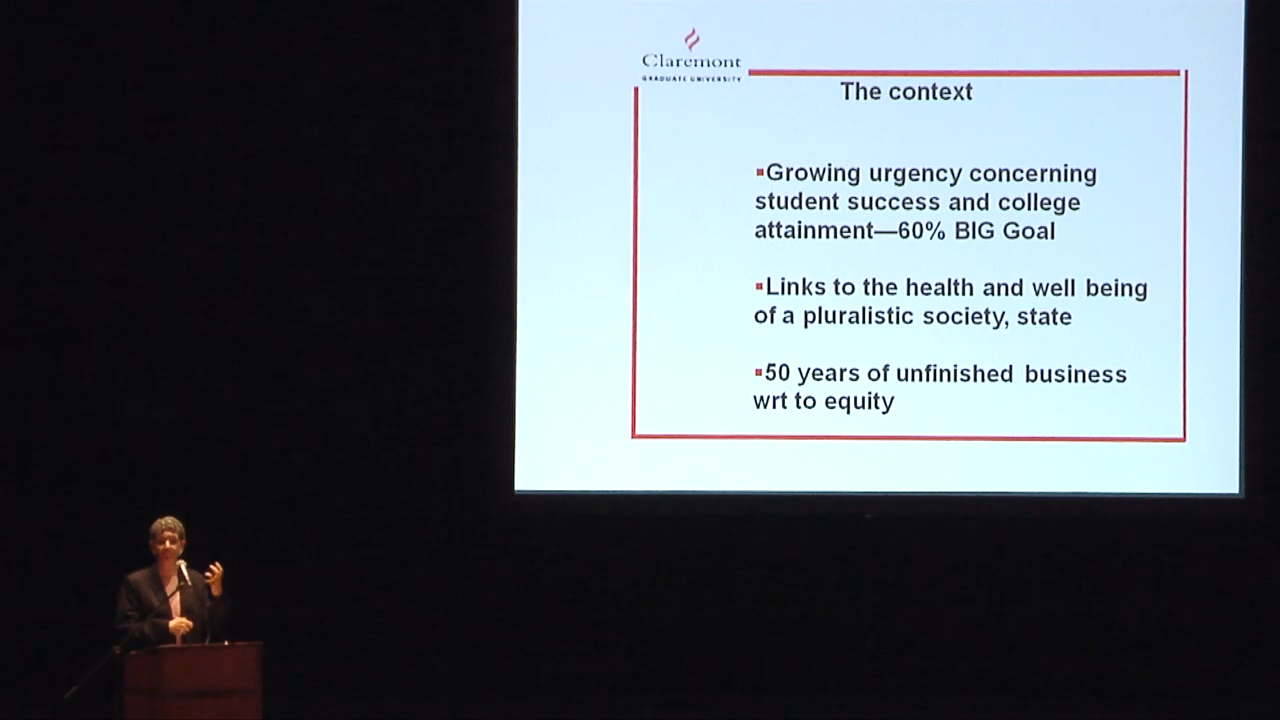 Claremont
GRADUATE UNIVERSITY
The context
▪Growing urgency concerning
student success and college
attainment—60% BIG Goal
▪Links to the health and well being
of a pluralistic society, state
▪50 years of unfinished business
wrt to equity